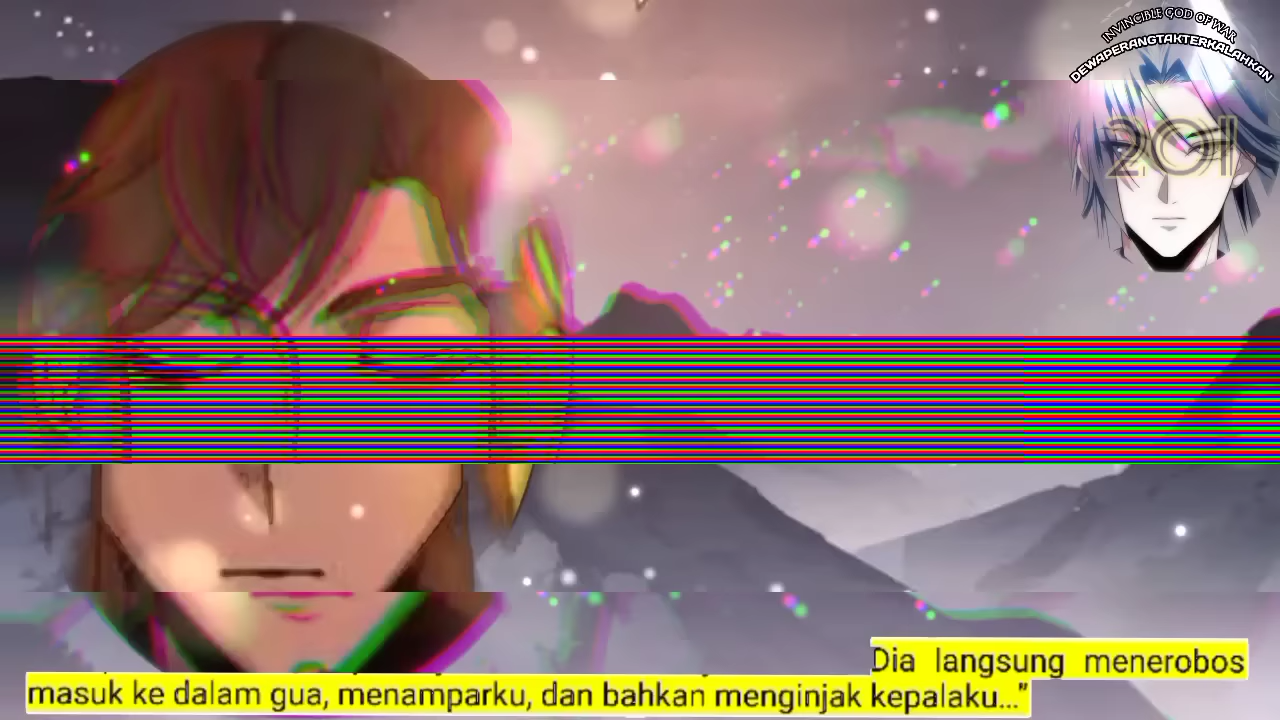 INVINCIBLE GOD OF WAR
DEWAPERANGTAKTERKALAHKAN
201
Dia langsung menerobos
masuk ke dalam gua, menamparku, dan bahkan menginjak kepalaku..."